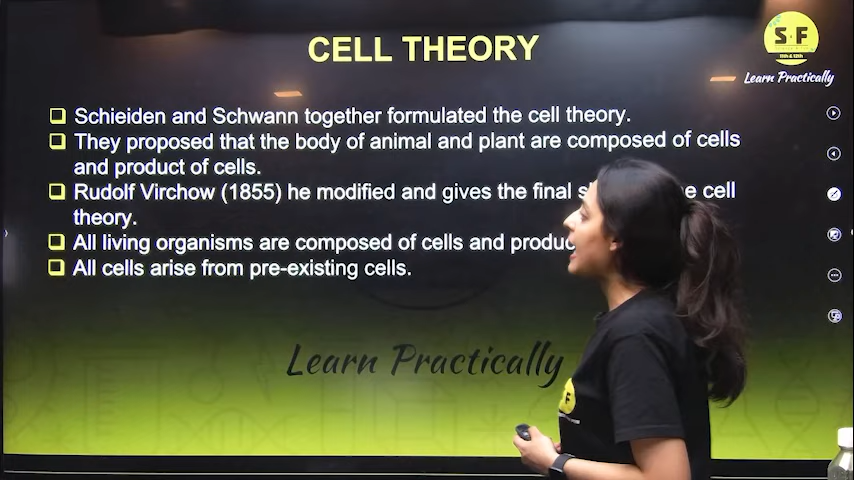 CELL THEORY
S F
11th & 12th
Learn Practically
Schieiden and Schwann together formulated the cell theory.
They proposed that the body of animal and plant are composed of cells
and product of cells.
Rudolf Virchow (1855) he modified and gives the final e cell
theory.
All living organisms are composed of cells and produc
All cells arise from pre-existing cells.
Learn Practically
F